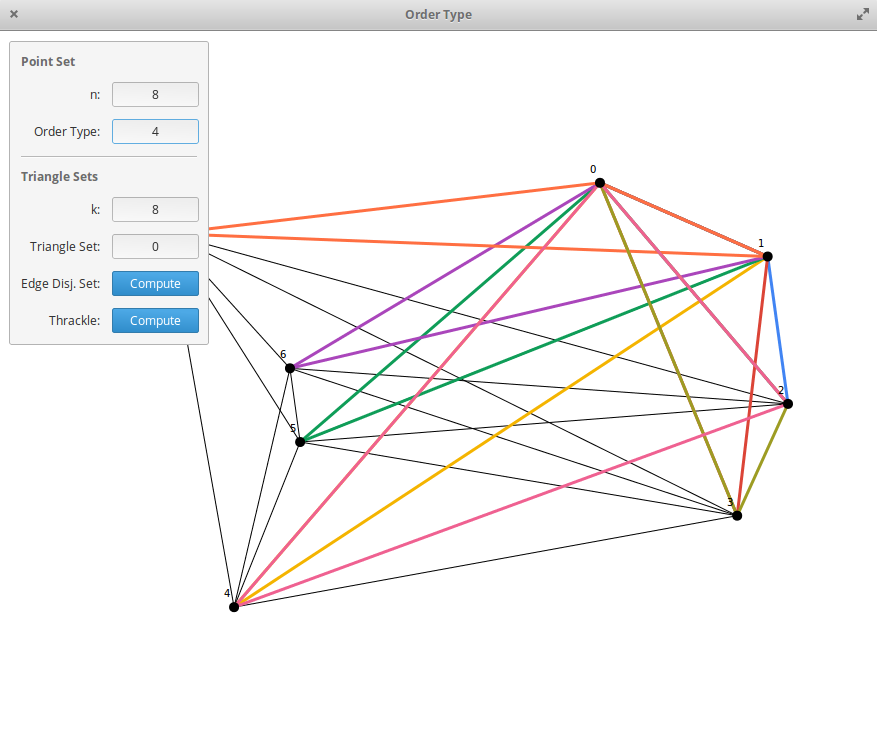 Order Type
Point Set
n: 8
Order Type: 4
Triangle Sets
k: 8
Triangle Set: 0
Edge Disj. Set: Compute
Thrackle: Compute
0
1
6
2
5
3
4